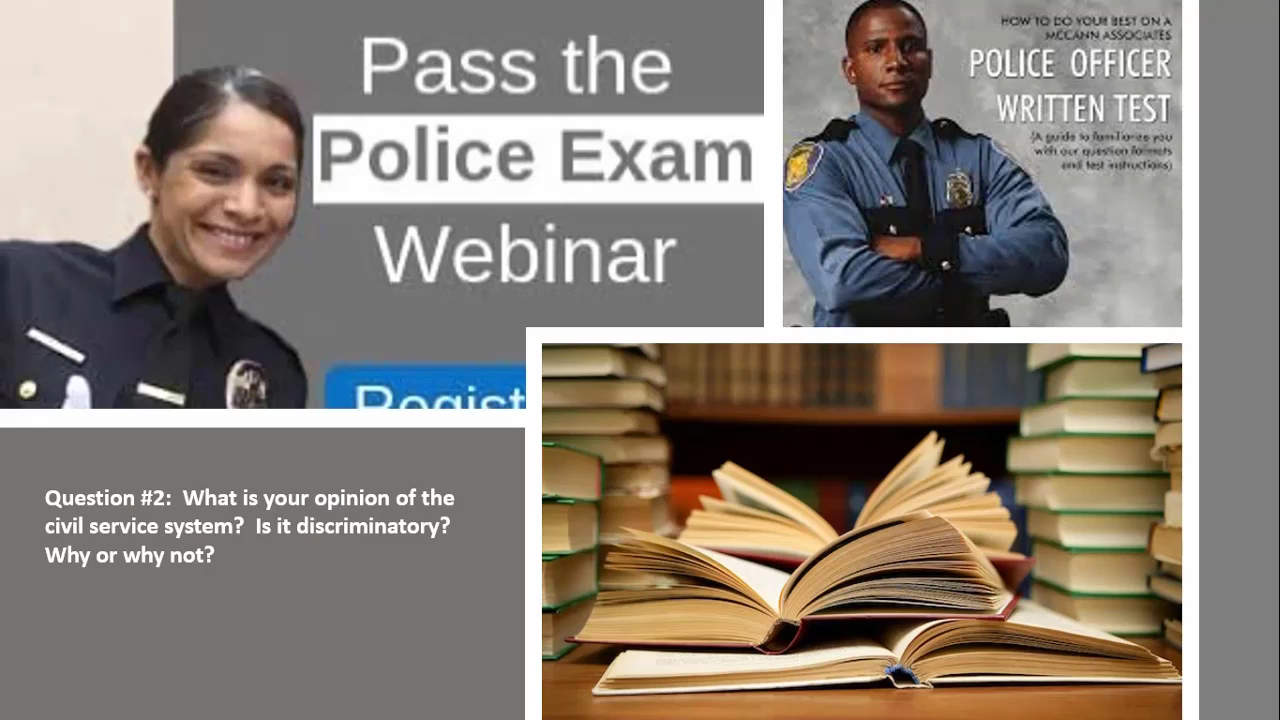 Pass the
Police Exam
Webinar
HOW TO DO YOUR BEST ON A
MCCANN ASSOCIATES
POLICE OFFICER
WRITTEN TEST
(A guide to familiarize you
with our question formats
and test instructions)
Question #2:  What is your opinion of the
civil service system?  Is it discriminatory?
Why or why not?